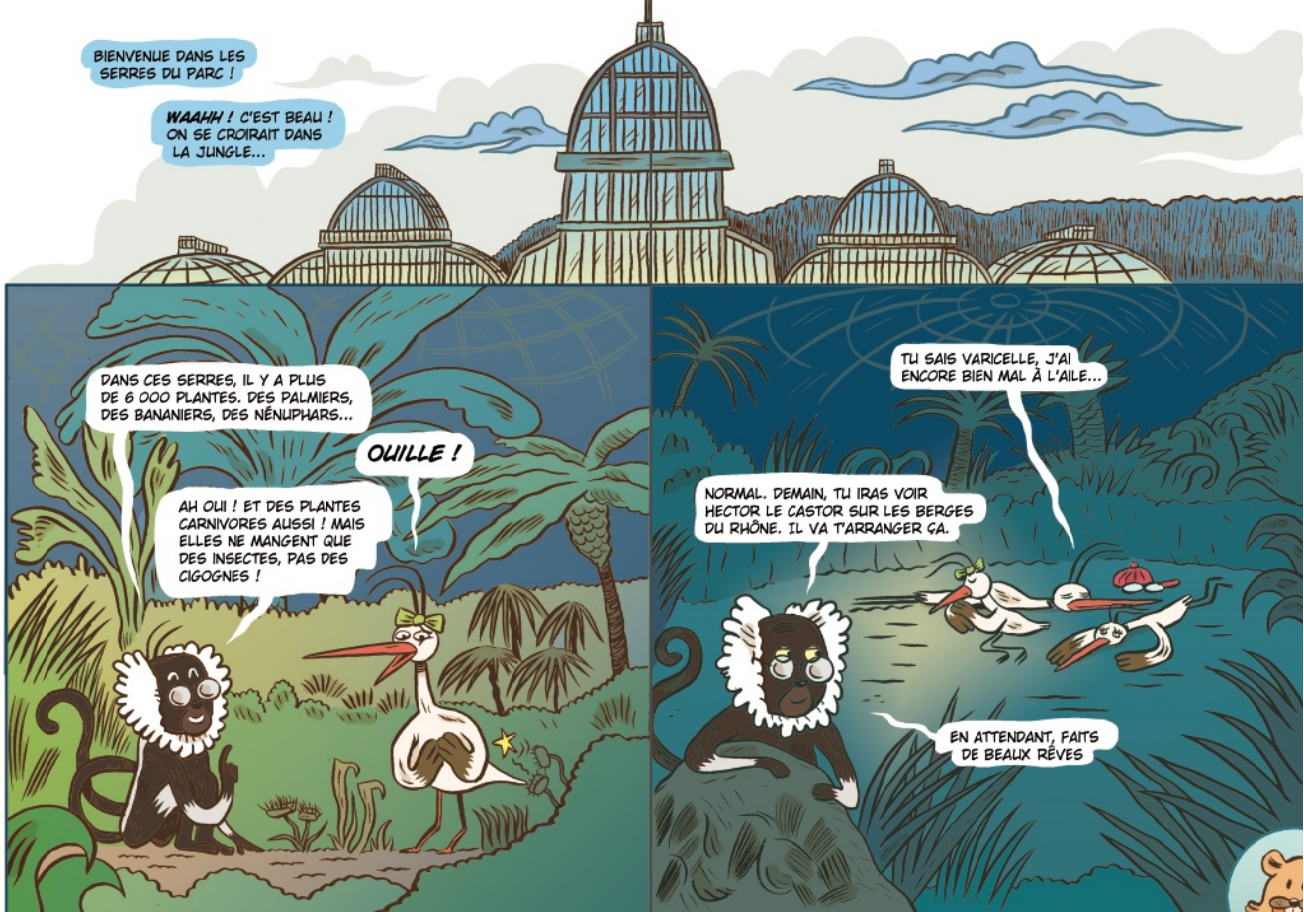 BIENVENUE DANS LES
SERRES DU PARC !
WAAHH ! C'EST BEAU !
ON SE CROIRAIT DANS
LA JUNGLE...
DANS CES SERRES, IL Y A PLUS
DE 6 000 PLANTES. DES PALMIERS,
DES BANANIERS, DES NÉNUPHARS...
OUILLE !
AH OUI ! ET DES PLANTES
CARNIVORES AUSSI ! MAIS
ELLES NE MANGENT QUE
DES INSECTES, PAS DES
CIGOGNES !
TU SAIS VARICELLE, J'AI
ENCORE BIEN MAL À L'AILE...
NORMAL. DEMAIN, TU IRAS VOIR
HECTOR LE CASTOR SUR LES BERGES
DU RHÔNE. IL VA T'ARRANGER ÇA.
EN ATTENDANT, FAITS
DE BEAUX RÊVES